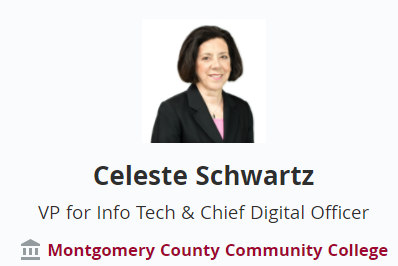 Celeste Schwartz
VP for Info Tech & Chief Digital Officer
Montgomery County Community College